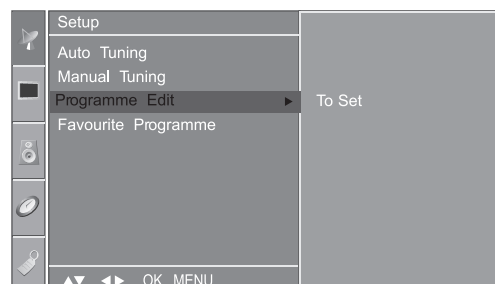 Setup
Auto Tuning
Manual Tuning
Programme Edit ▶ To Set
Favourite Programme
▲▼ ◀▶ OK MENU